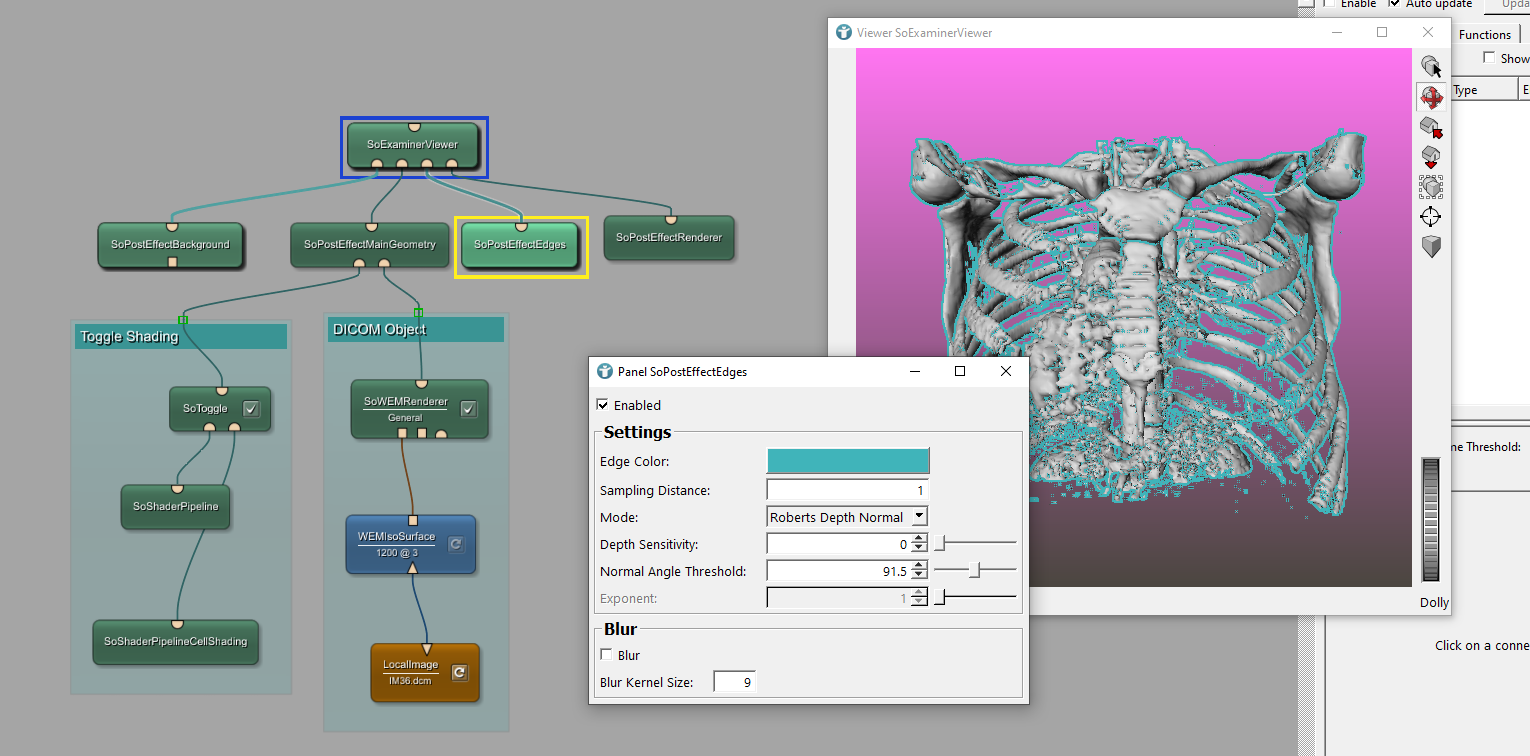 Enable
Auto update
Upda
Viewer SoExaminerViewer
Functions
Show
Type
E
SoExaminerViewer
SoPostEffectBackground
SoPostEffectMainGeometry
SoPostEffectEdges
SoPostEffectRenderer
Toggle Shading
DICOM Object
SoToggle
SoWEMRenderer
General
SoShaderPipeline
WEMIsoSurface
1200 @ 3
SoShaderPipelineCellShading
LocalImage
IM36.dcm
Panel SoPostEffectEdges
Enabled
Settings
Edge Color:
Sampling Distance: 1
Mode: Roberts Depth Normal
Depth Sensitivity: 0
Normal Angle Threshold: 91.5
Exponent: 1
Blur
Blur
Blur Kernel Size: 9
Dolly
me Threshold:
Click on a conne